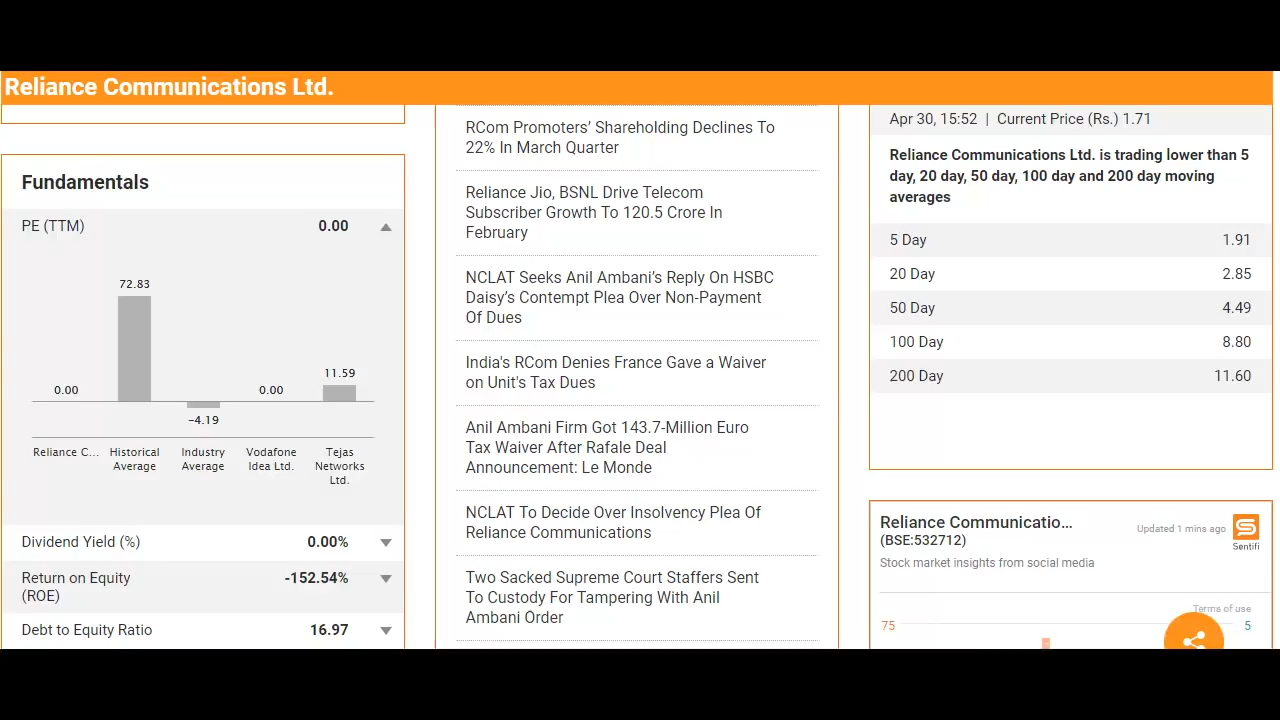 Reliance Communications Ltd.
Fundamentals
PE (TTM) 0.00
72.83
11.59
0.00
0.00
−4.19
Reliance C...
Historical
Average
Industry
Average
Vodafone
Idea Ltd.
Tejas
Networks
Ltd.
Dividend Yield (%) 0.00%
Return on Equity
(ROE)
-152.54%
Debt to Equity Ratio 16.97
RCom Promoters’ Shareholding Declines To
22% In March Quarter
Reliance Jio, BSNL Drive Telecom
Subscriber Growth To 120.5 Crore In
February
NCLAT Seeks Anil Ambani’s Reply On HSBC
Daisy’s Contempt Plea Over Non-Payment
Of Dues
India's RCom Denies France Gave a Waiver
on Unit's Tax Dues
Anil Ambani Firm Got 143.7-Million Euro
Tax Waiver After Rafale Deal
Announcement: Le Monde
NCLAT To Decide Over Insolvency Plea Of
Reliance Communications
Two Sacked Supreme Court Staffers Sent
To Custody For Tampering With Anil
Ambani Order
Apr 30, 15:52 | Current Price (Rs.) 1.71
Reliance Communications Ltd. is trading lower than 5
day, 20 day, 50 day, 100 day and 200 day moving
averages
5 Day 1.91
20 Day 2.85
50 Day 4.49
100 Day 8.80
200 Day 11.60
Reliance Communicatio...
(BSE:532712)
Updated 1 mins ago
Sentifi
Stock market insights from social media
Terms of use
75
5